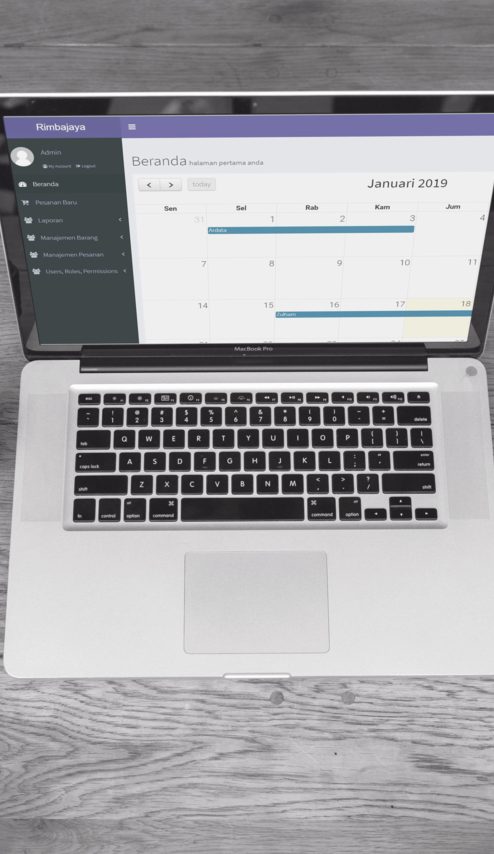 Rimbajaya
Admin
My Account Logout
Beranda
Pesanan Baru
Laporan
Manajemen Barang
Manajemen Pesanan
Users, Roles, Permissions
Beranda halaman pertama anda
< > today
Januari 2019
Sen Sel Rab Kam Jum
31 1 2 3 4
Ardata
7 8 9 10 11
14 15 16 17 18
Zulham
MacBook Pro
esc
~ ! @ # $ % ^ & * ( ) _ +
` 1 2 3 4 5 6 7 8 9 0 - = delete
tab Q W E R T Y U I O P { [ } ] | \
caps lock A S D F G H J K L : ; " ' enter return
shift Z X C V B N M < , > . ? / shift
fn control alt option ⌘ command ⌘ command alt option